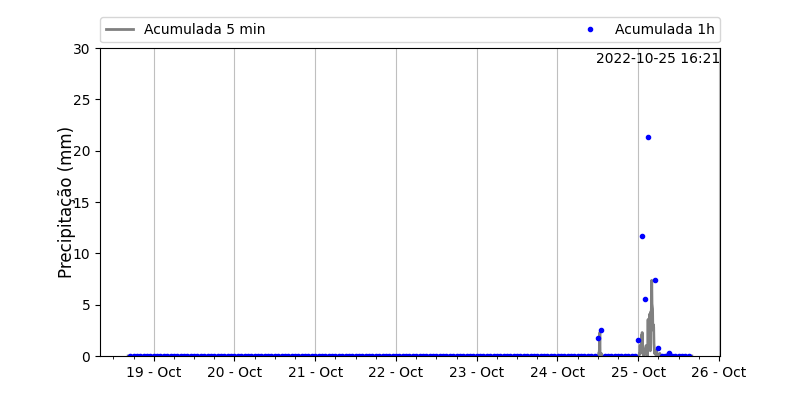 Acumulada 5 min
Acumulada 1h
2022-10-25 16:21
Precipitação (mm)
30
25
20
15
10
5
0
19 - Oct
20 - Oct
21 - Oct
22 - Oct
23 - Oct
24 - Oct
25 - Oct
26 - Oct